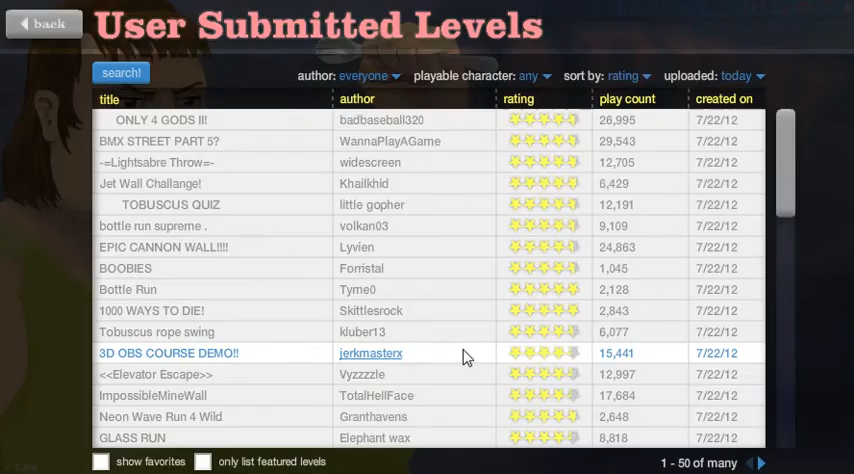 back
User Submitted Levels
search!
author: everyone playable character: any sort by: rating uploaded: today
title author rating play count created on
ONLY 4 GODS II! badbaseball320 26,995 7/22/12
BMX STREET PART 5? WannaPlayAGame 29,543 7/22/12
-=Lightsabre Throw=- widescreen 12,705 7/22/12
Jet Wall Challange! Khailkhid 6,429 7/22/12
TOBUSCUS QUIZ little gopher 12,191 7/22/12
bottle run supreme . volkan03 9,109 7/22/12
EPIC CANNON WALL!!!! Lyvien 24,863 7/22/12
BOOBIES Forristal 1,045 7/22/12
Bottle Run Tyme0 2,128 7/22/12
1000 WAYS TO DIE! Skittlesrock 2,843 7/22/12
Tobuscus rope swing kluber13 6,077 7/22/12
3D OBS COURSE DEMO!! jerkmasterx 15,441 7/22/12
<<Elevator Escape>> Vyzzzzle 12,997 7/22/12
ImpossibleMineWall TotalHellFace 17,684 7/22/12
Neon Wave Run 4 Wild Granthavens 2,648 7/22/12
GLASS RUN Elephant wax 8,818 7/22/12
show favorites only list featured levels 1 - 50 of many